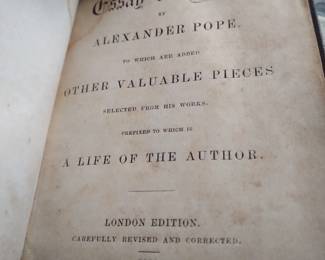 Essay
BY
ALEXANDER POPE.
TO WHICH ARE ADDED
OTHER VALUABLE PIECES
SELECTED FROM HIS WORKS.
PREFIXED TO WHICH IS
A LIFE OF THE AUTHOR.
LONDON EDITION.
CAREFULLY REVISED AND CORRECTED.